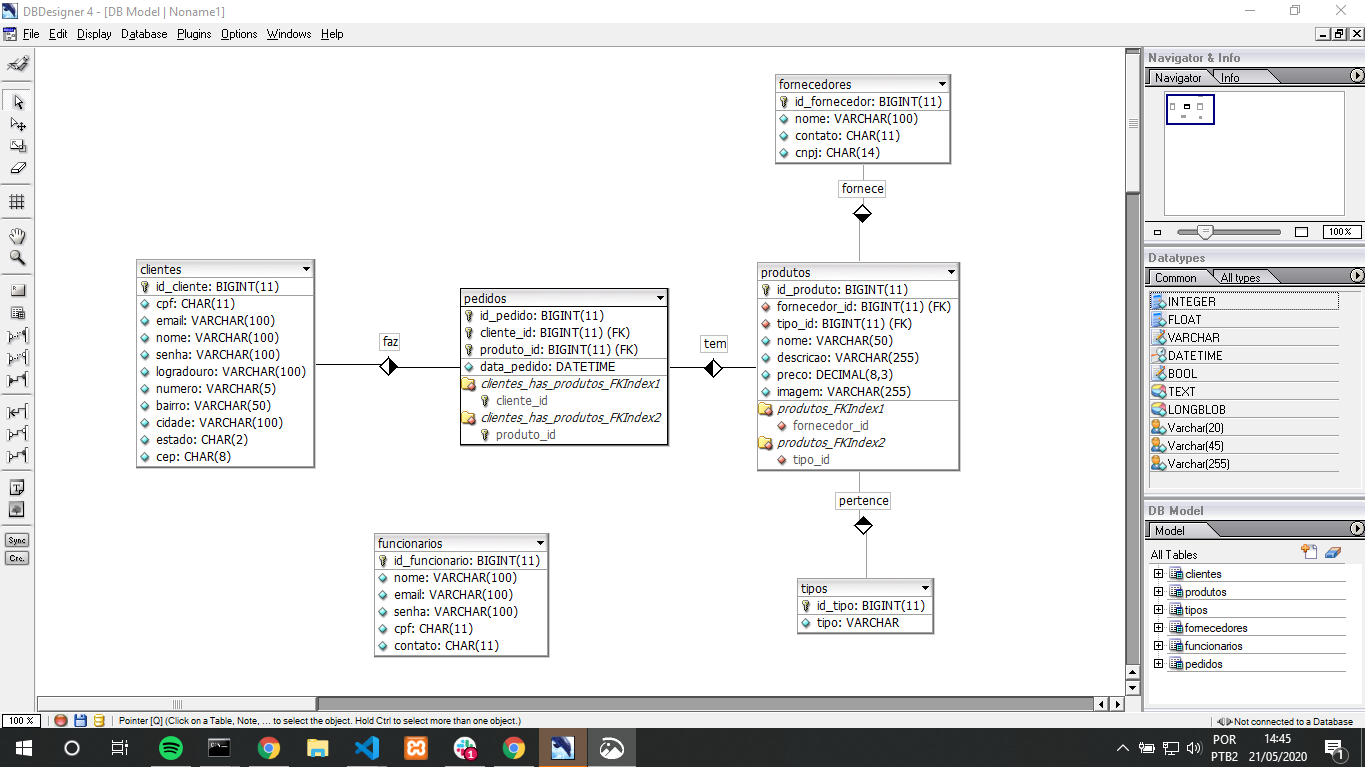 DBDesigner 4 - [DB Model | Noname1]
File Edit Display Database Plugins Options Windows Help
fornecedores
id_fornecedor: BIGINT(11)
nome: VARCHAR(100)
contato: CHAR(11)
cnpj: CHAR(14)
fornece
clientes
id_cliente: BIGINT(11)
cpf: CHAR(11)
email: VARCHAR(100)
nome: VARCHAR(100)
senha: VARCHAR(100)
logradouro: VARCHAR(100)
numero: VARCHAR(5)
bairro: VARCHAR(50)
cidade: VARCHAR(100)
estado: CHAR(2)
cep: CHAR(8)
faz
pedidos
id_pedido: BIGINT(11)
cliente_id: BIGINT(11) (FK)
produto_id: BIGINT(11) (FK)
data_pedido: DATETIME
clientes_has_produtos_FKIndex1
cliente_id
clientes_has_produtos_FKIndex2
produto_id
tem
produtos
id_produto: BIGINT(11)
fornecedor_id: BIGINT(11) (FK)
tipo_id: BIGINT(11) (FK)
nome: VARCHAR(50)
descricao: VARCHAR(255)
preco: DECIMAL(8,3)
imagem: VARCHAR(255)
produtos_FKIndex1
fornecedor_id
produtos_FKIndex2
tipo_id
pertence
funcionarios
id_funcionario: BIGINT(11)
nome: VARCHAR(100)
email: VARCHAR(100)
senha: VARCHAR(100)
cpf: CHAR(11)
contato: CHAR(11)
tipos
id_tipo: BIGINT(11)
tipo: VARCHAR
Sync
Cre.
Navigator & Info
Navigator Info
100%
Datatypes
Common All types
INTEGER
FLOAT
VARCHAR
DATETIME
BOOL
TEXT
LONGBLOB
Varchar(20)
Varchar(45)
Varchar(255)
DB Model
Model
All Tables
clientes
produtos
tipos
fornecedores
funcionarios
pedidos
100 % Pointer [Q] (Click on a Table, Note, ... to select the object. Hold Ctrl to select more than one object.) Not connected to a Database
1
POR
PTB2
14:45
21/05/2020
1